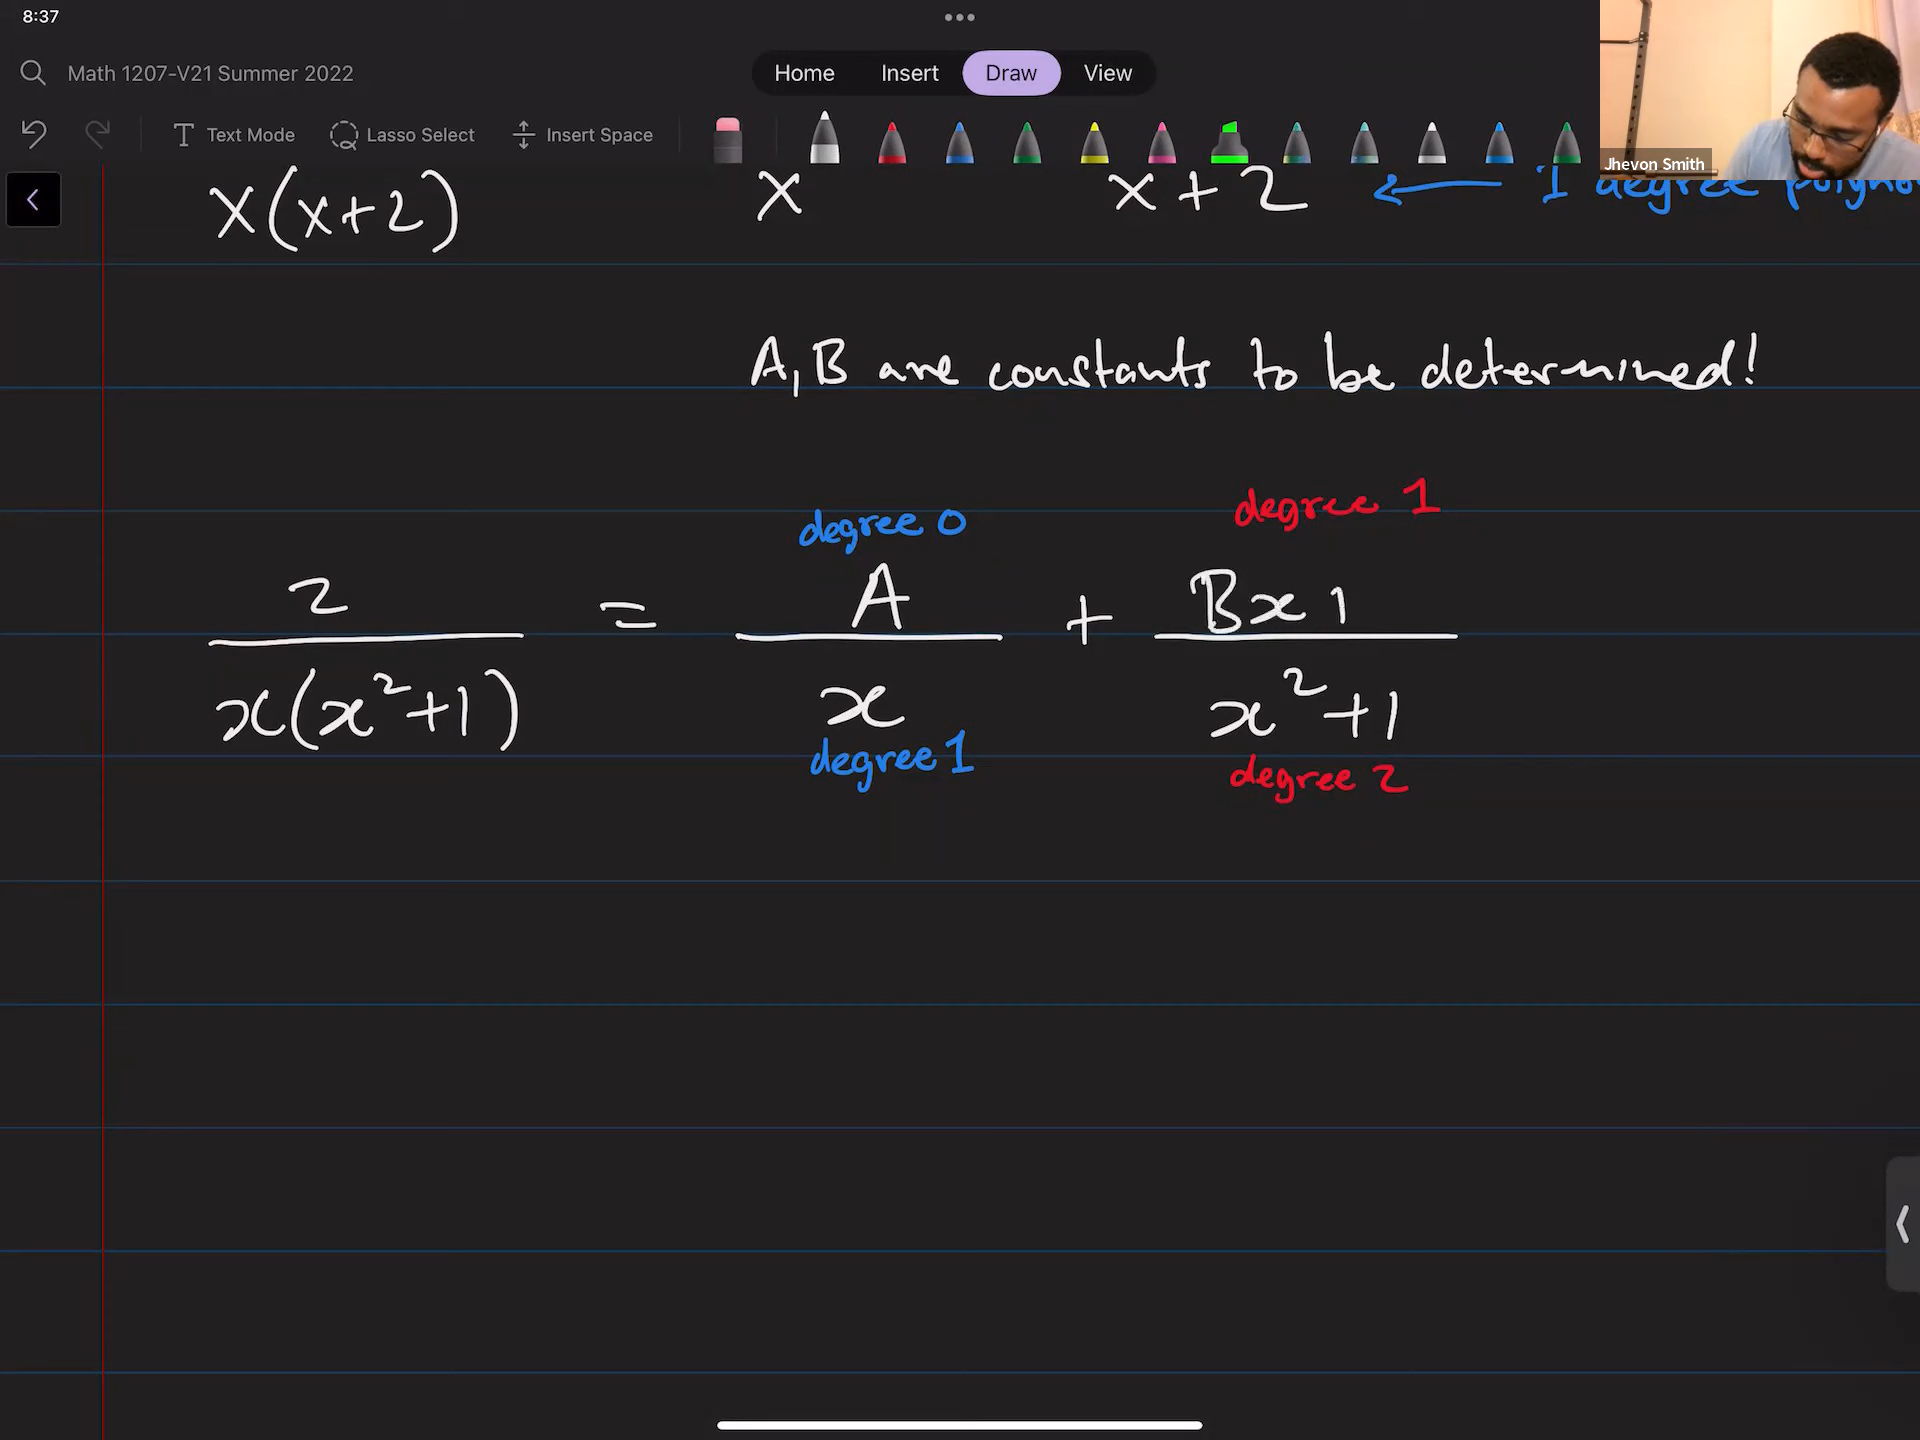 8:37
Math 1207-V21 Summer 2022
Home Insert Draw View
Text Mode Lasso Select Insert Space
Jhevon Smith
x(x+2) x x+2 ← 1 degree
A, B are constants to be determined!
degree 0 degree 1
2 = A + Bx 1
x(x²+1) x x²+1
degree 1 degree 2